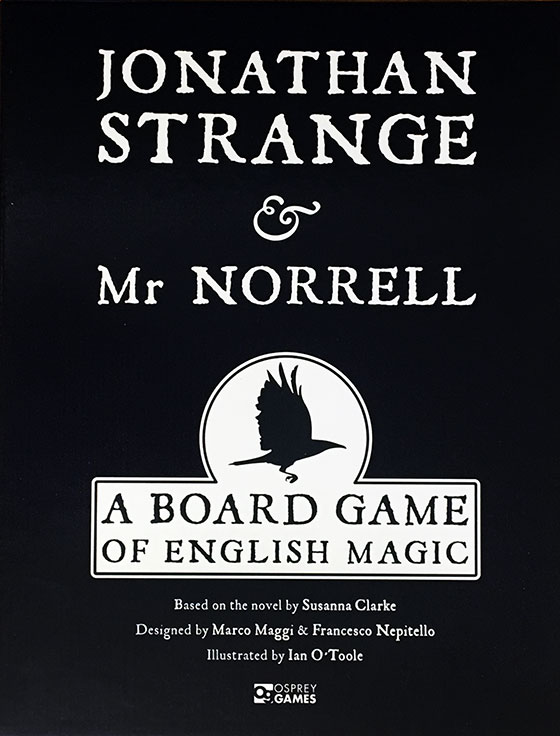 JONATHAN
STRANGE
&
Mr NORRELL
A BOARD GAME
OF ENGLISH MAGIC
Based on the novel by Susanna Clarke
Designed by Marco Maggi & Francesco Nepitello
Illustrated by Ian O'Toole
og OSPREY
GAMES